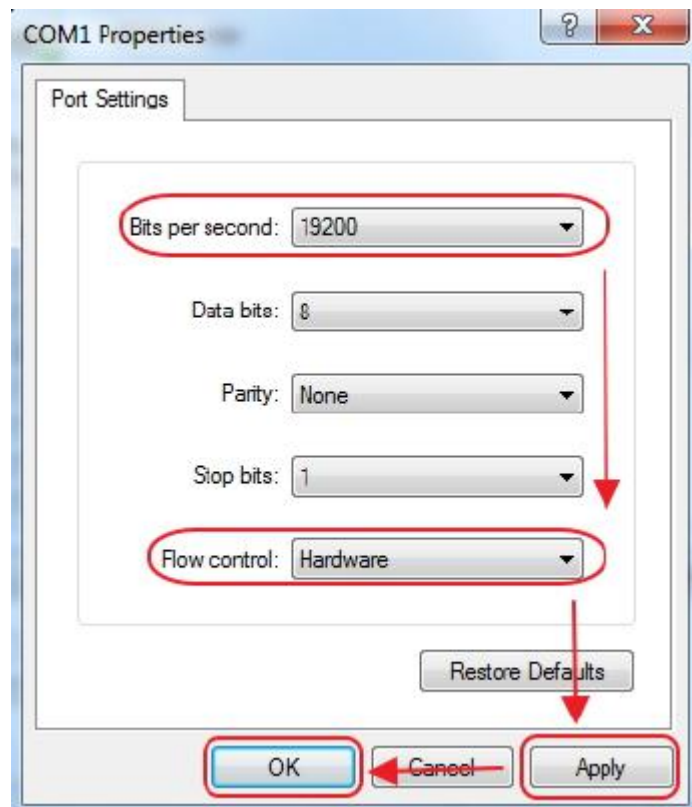 COM1 Properties
Port Settings
Bits per second: 19200
Data bits: 8
Parity: None
Stop bits: 1
Flow control: Hardware
Restore Defaults
OK Cancel Apply